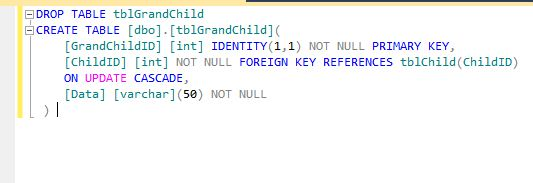 DROP TABLE tblGrandChild
CREATE TABLE [dbo].[tblGrandChild](
[GrandChildID] [int] IDENTITY(1,1) NOT NULL PRIMARY KEY,
[ChildID] [int] NOT NULL FOREIGN KEY REFERENCES tblChild(ChildID)
ON UPDATE CASCADE,
[Data] [varchar](50) NOT NULL
)